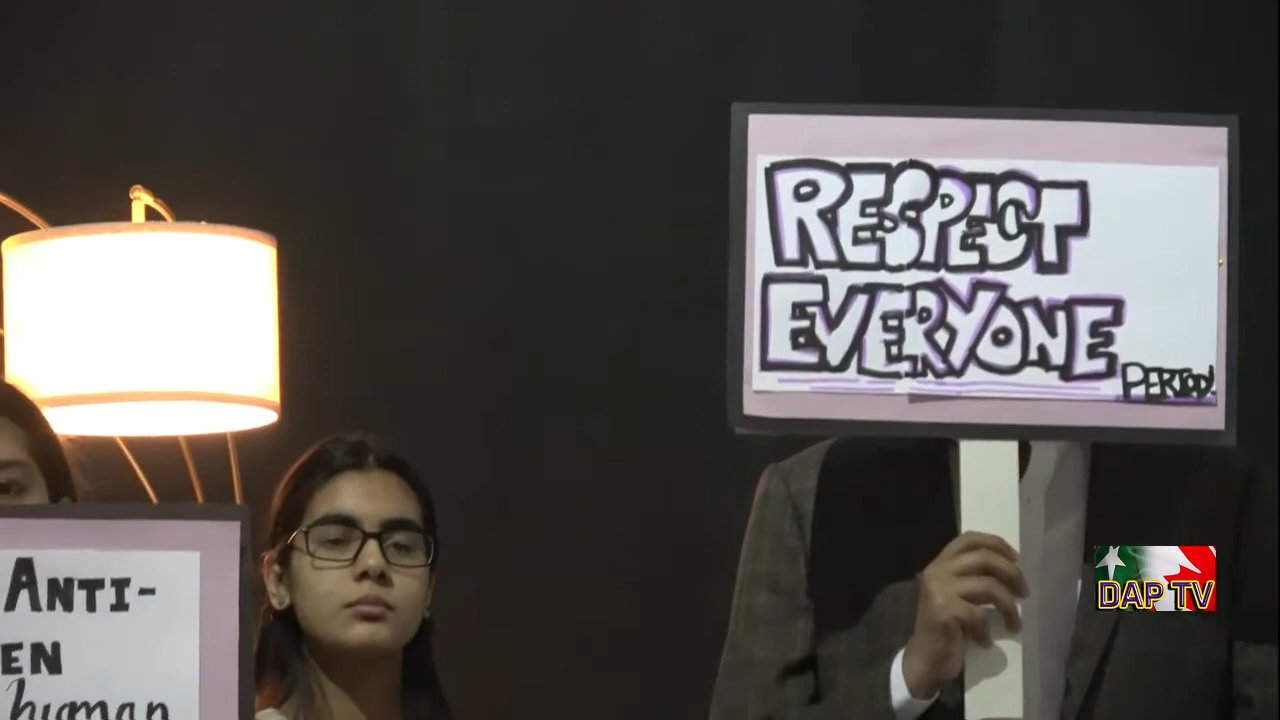 RESPECT
EVERYONE
PERIOD!
ANTI-
EN
human
DAP TV